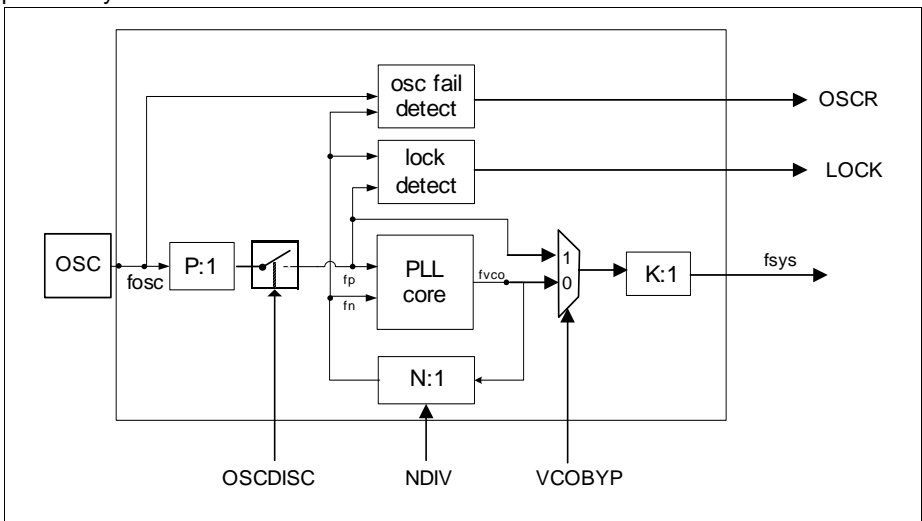 osc fail
detect
OSCR
lock
detect
LOCK
OSC
fosc
P:1
fp
fn
PLL
core
fvco
1
0
K:1
fsys
N:1
OSCDISC
NDIV
VCOBYP